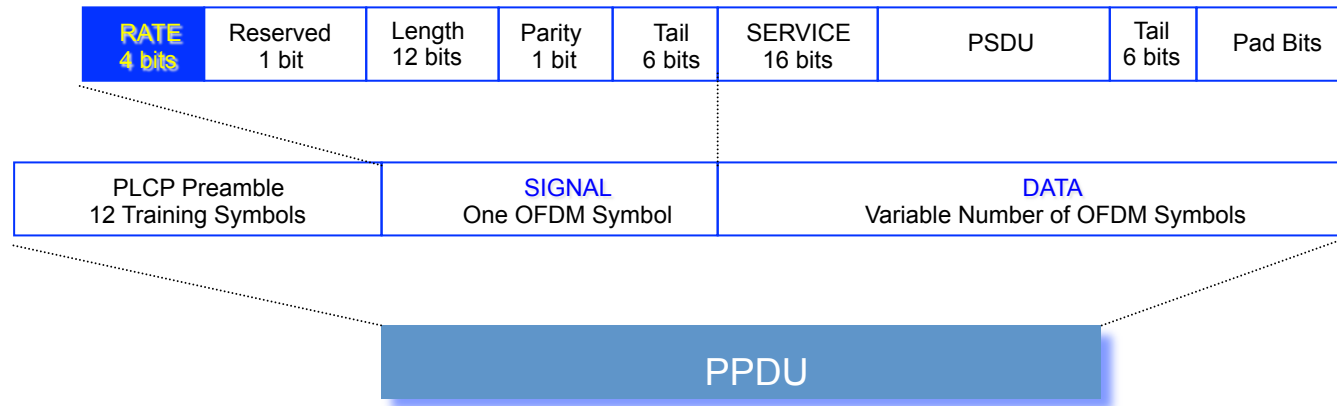 RATE
4 bits
Reserved
1 bit
Length
12 bits
Parity
1 bit
Tail
6 bits
SERVICE
16 bits
PSDU
Tail
6 bits
Pad Bits
PLCP Preamble
12 Training Symbols
SIGNAL
One OFDM Symbol
DATA
Variable Number of OFDM Symbols
PPDU